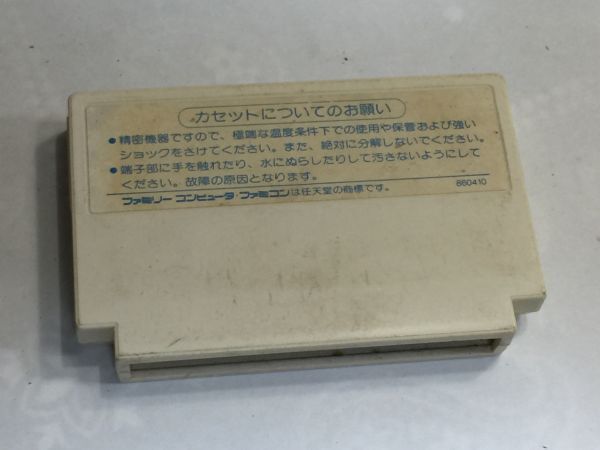 カセットについてのお願い
●精密機器ですので、極端な温度条件下での使用や保管および強い
ショックをさけてください。また、絶対に分解しないでください。
●端子部に手を触れたり、水にぬらしたりして汚さないようにして
ください。故障の原因となります。
860410
ファミリー コンピュータ・ファミコンは任天堂の商標です。